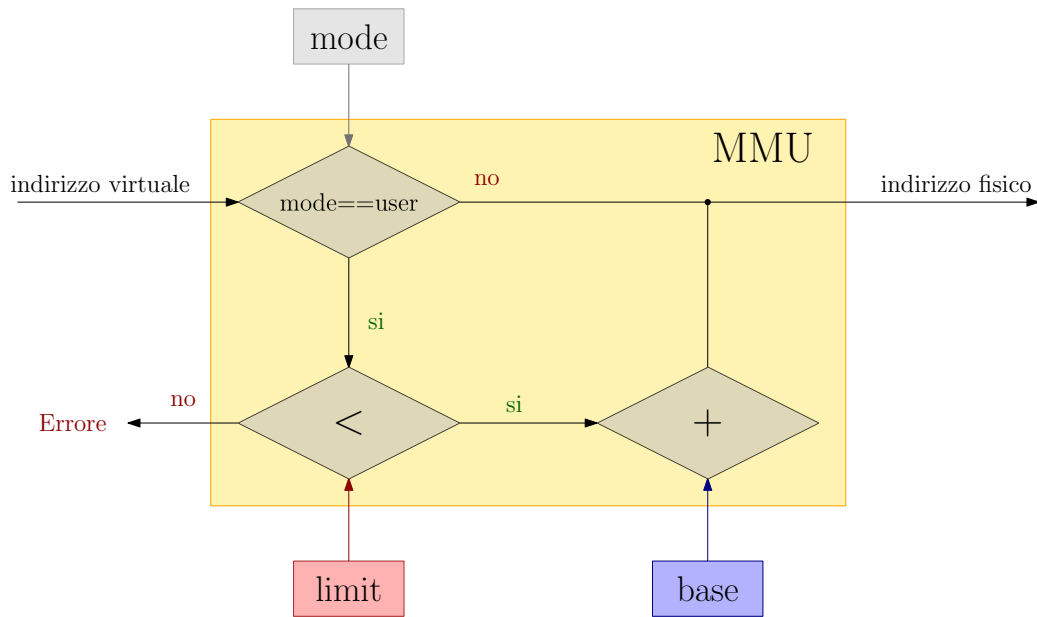 mode
MMU
indirizzo virtuale
no
indirizzo fisico
mode==user
si
no
si
Errore
<
+
limit
base